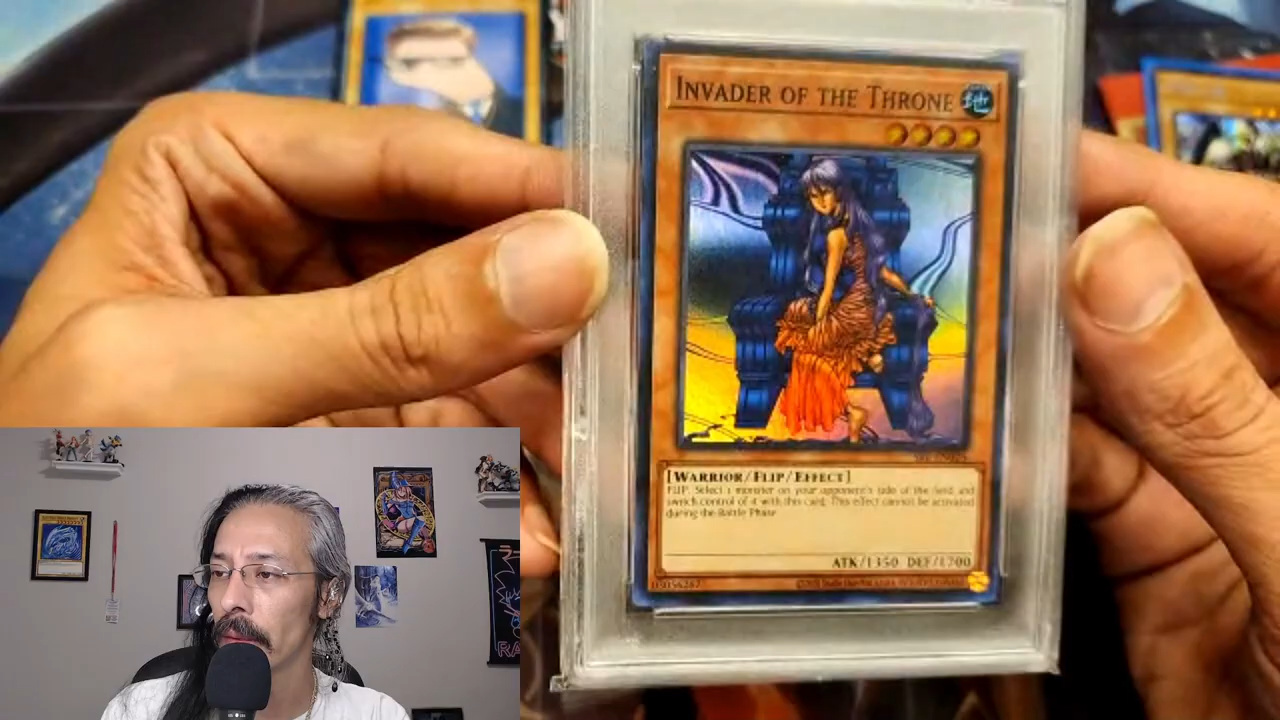 INVADER OF THE THRONE
[WARRIOR/FLIP/EFFECT]
FLIP: Select 1 monster on your opponent's side of the field and
switch control of it with this card. This effect cannot be activated
during the Battle Phase
ATK/1350 DEF/1700
RA